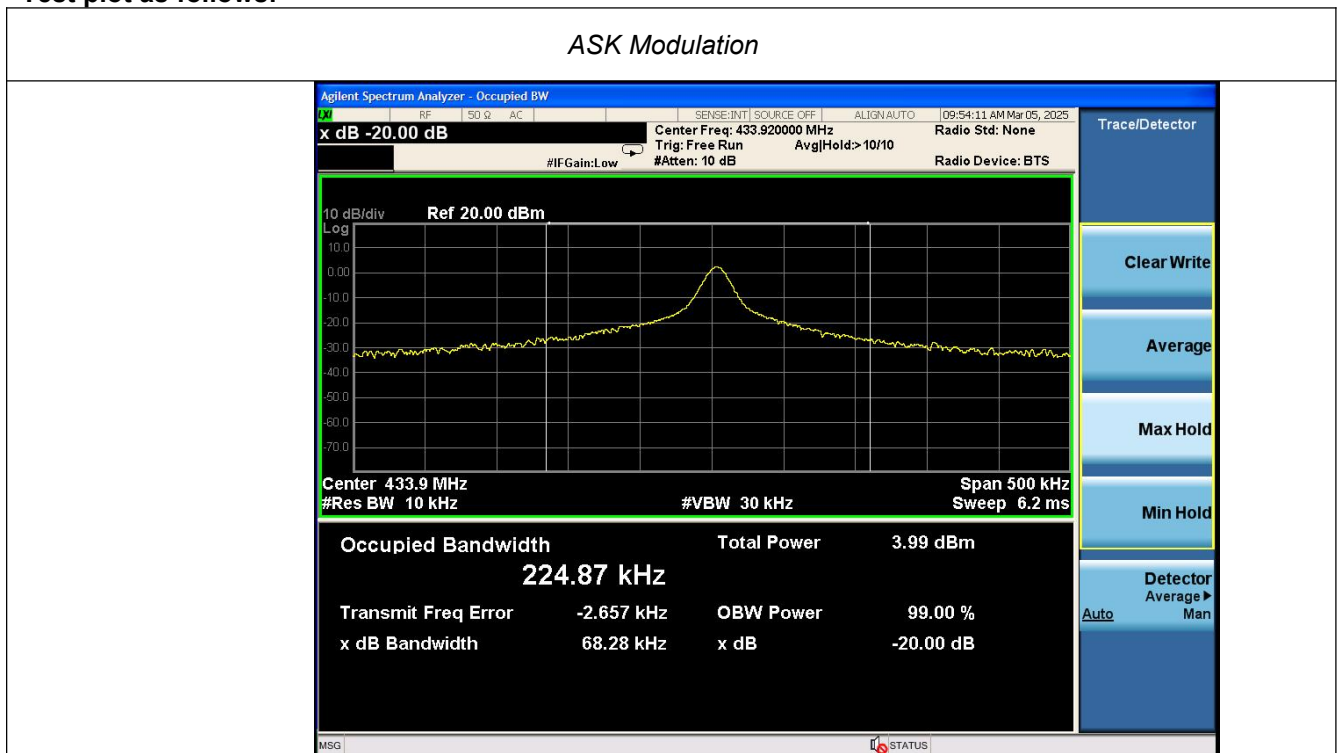 Test plot as follows:
ASK Modulation
Agilent Spectrum Analyzer - Occupied BW
LXI RF 50 Ω AC SENSE:INT SOURCE OFF ALIGN AUTO 09:54:11 AM Mar 05, 2025
x dB -20.00 dB
Center Freq: 433.920000 MHz
Radio Std: None
Trig: Free Run Avg|Hold:> 10/10
#IFGain:Low
#Atten: 10 dB
Radio Device: BTS
Trace/Detector
10 dB/div Ref 20.00 dBm
Log
10.0
0.00
-10.0
-20.0
-30.0
-40.0
-50.0
-60.0
-70.0
Center 433.9 MHz
Span 500 kHz
#Res BW 10 kHz
#VBW 30 kHz
Sweep 6.2 ms
Clear Write
Average
Max Hold
Min Hold
Detector
Average▶
Auto Man
Occupied Bandwidth
Total Power 3.99 dBm
224.87 kHz
Transmit Freq Error -2.657 kHz OBW Power 99.00 %
x dB Bandwidth 68.28 kHz x dB -20.00 dB
MSG STATUS